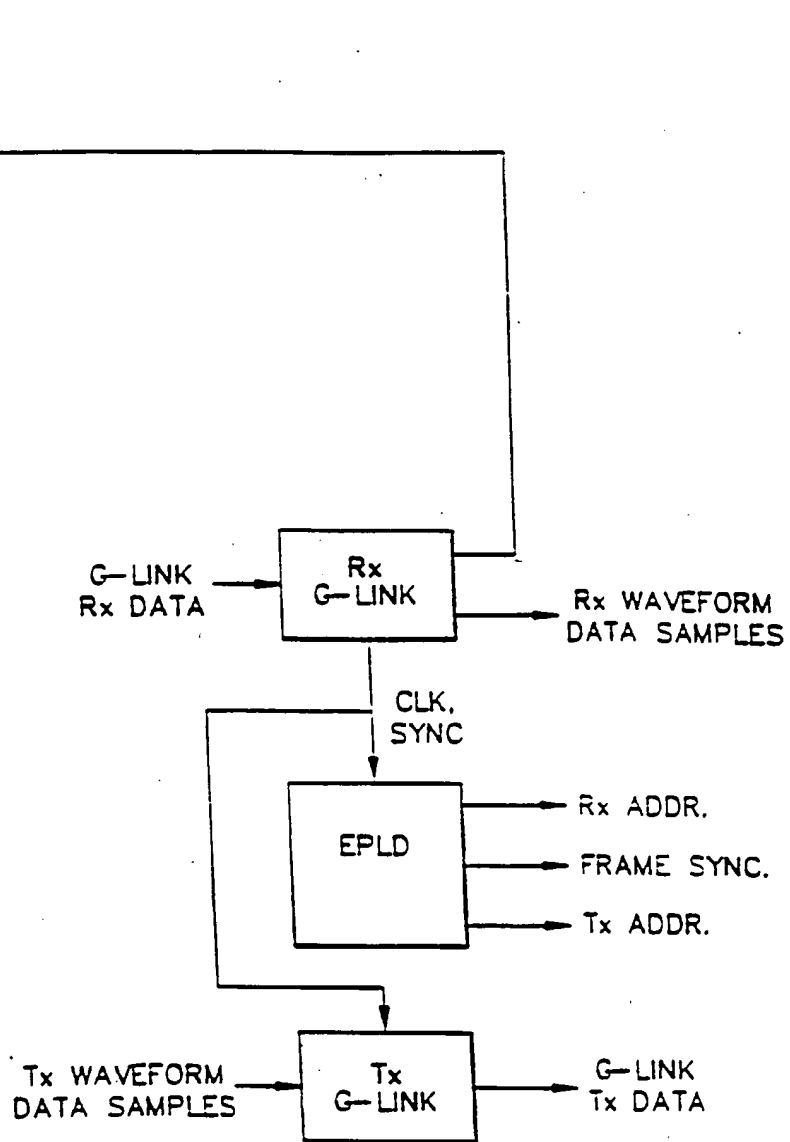 G-LINK
Rx DATA
Rx
G-LINK
Rx WAVEFORM
DATA SAMPLES
CLK.
SYNC
EPLD
Rx ADDR.
FRAME SYNC.
Tx ADDR.
Tx WAVEFORM
DATA SAMPLES
Tx
G-LINK
G-LINK
Tx DATA